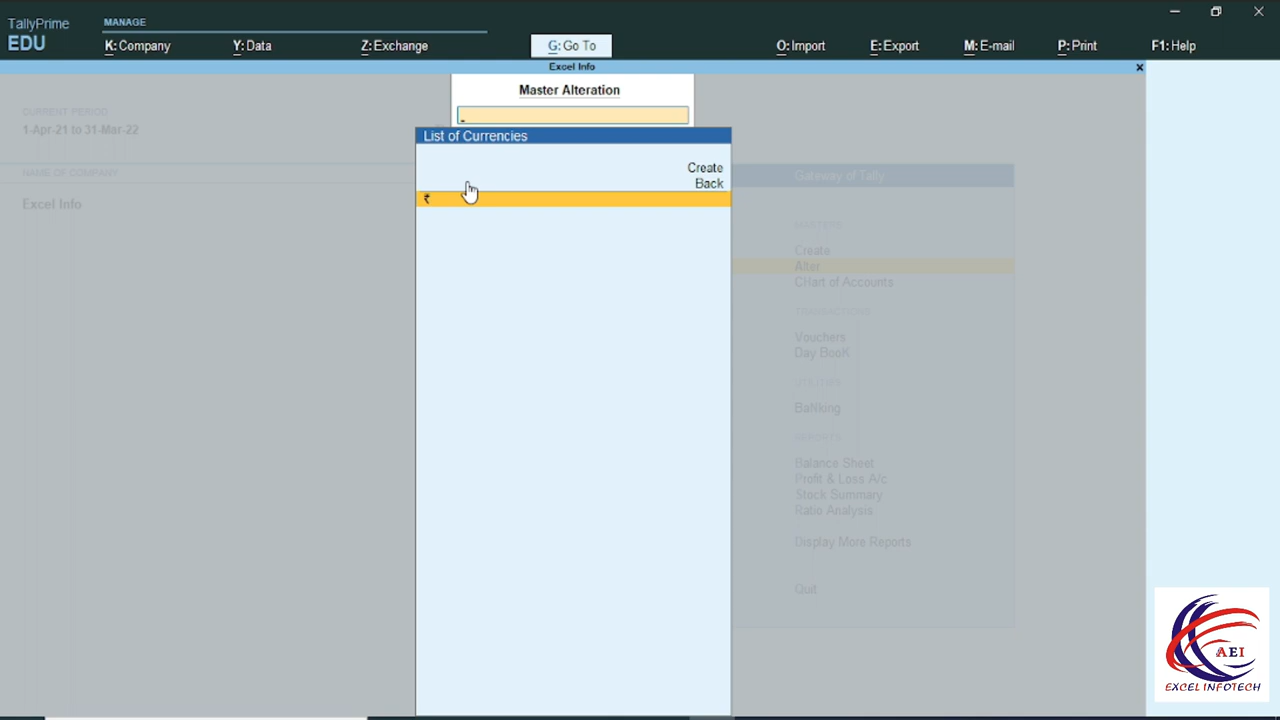 TallyPrime
EDU
MANAGE
K: Company
Y: Data
Z: Exchange
G: Go To
O: Import
E: Export
M: E-mail
P: Print
F1: Help
Excel Info
×
Master Alteration
List of Currencies
Create
Back
₹
CURRENT PERIOD
1-Apr-21 to 31-Mar-22
NAME OF COMPANY
Excel Info
Gateway of Tally
MASTERS
Create
Alter
CHart of Accounts
TRANSACTIONS
Vouchers
Day BooK
UTILITIES
BaNking
REPORTS
Balance Sheet
Profit & Loss A/c
Stock Summary
Ratio Analysis
Display More Reports
Quit
AEI
EXCEL INFOTECH